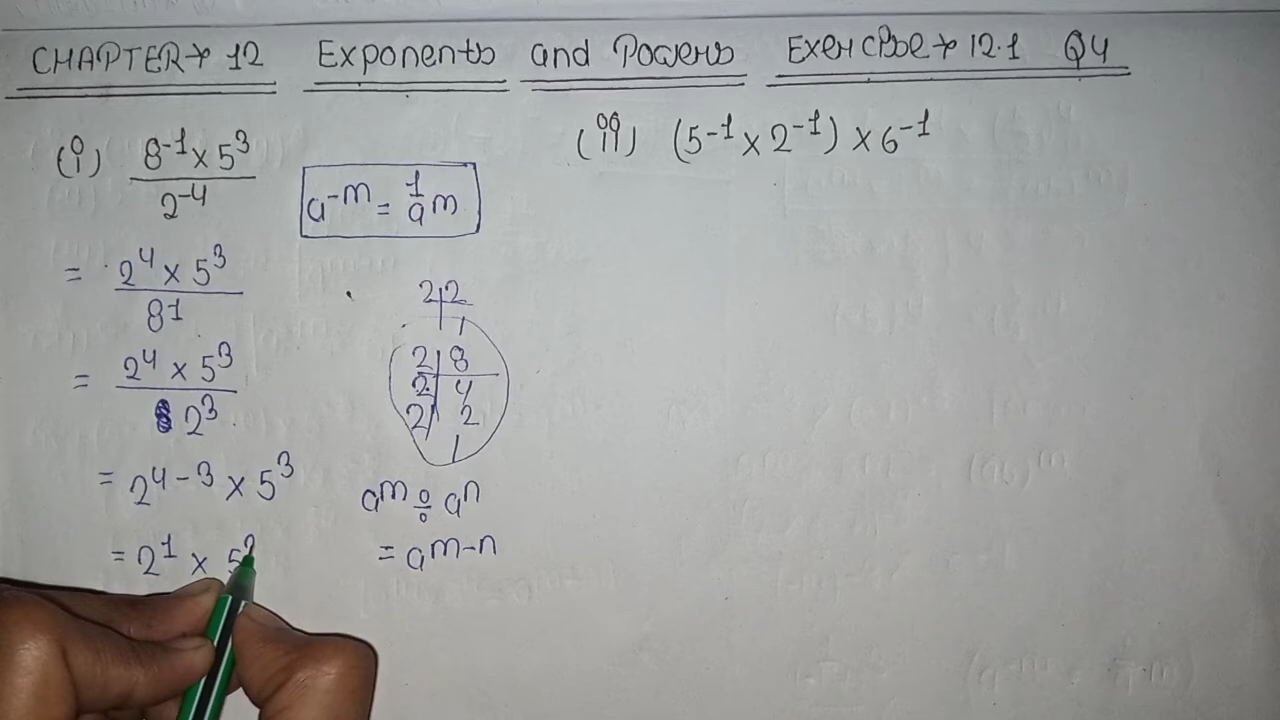 CHAPTER → 12 Exponents and Powers Exercise → 12.1 Q4
(i) 8⁻¹ × 5³ / 2⁻⁴
a⁻ᵐ = 1/aᵐ
= 2⁴ × 5³ / 8¹
= 2⁴ × 5³ / 2³
= 2⁴⁻³ × 5³
= 2¹ × 5
2 | 2
1
2 | 8
2 | 4
2 | 2
1
aᵐ ÷ aⁿ
= aᵐ⁻ⁿ
(ii) (5⁻¹ × 2⁻¹) × 6⁻¹